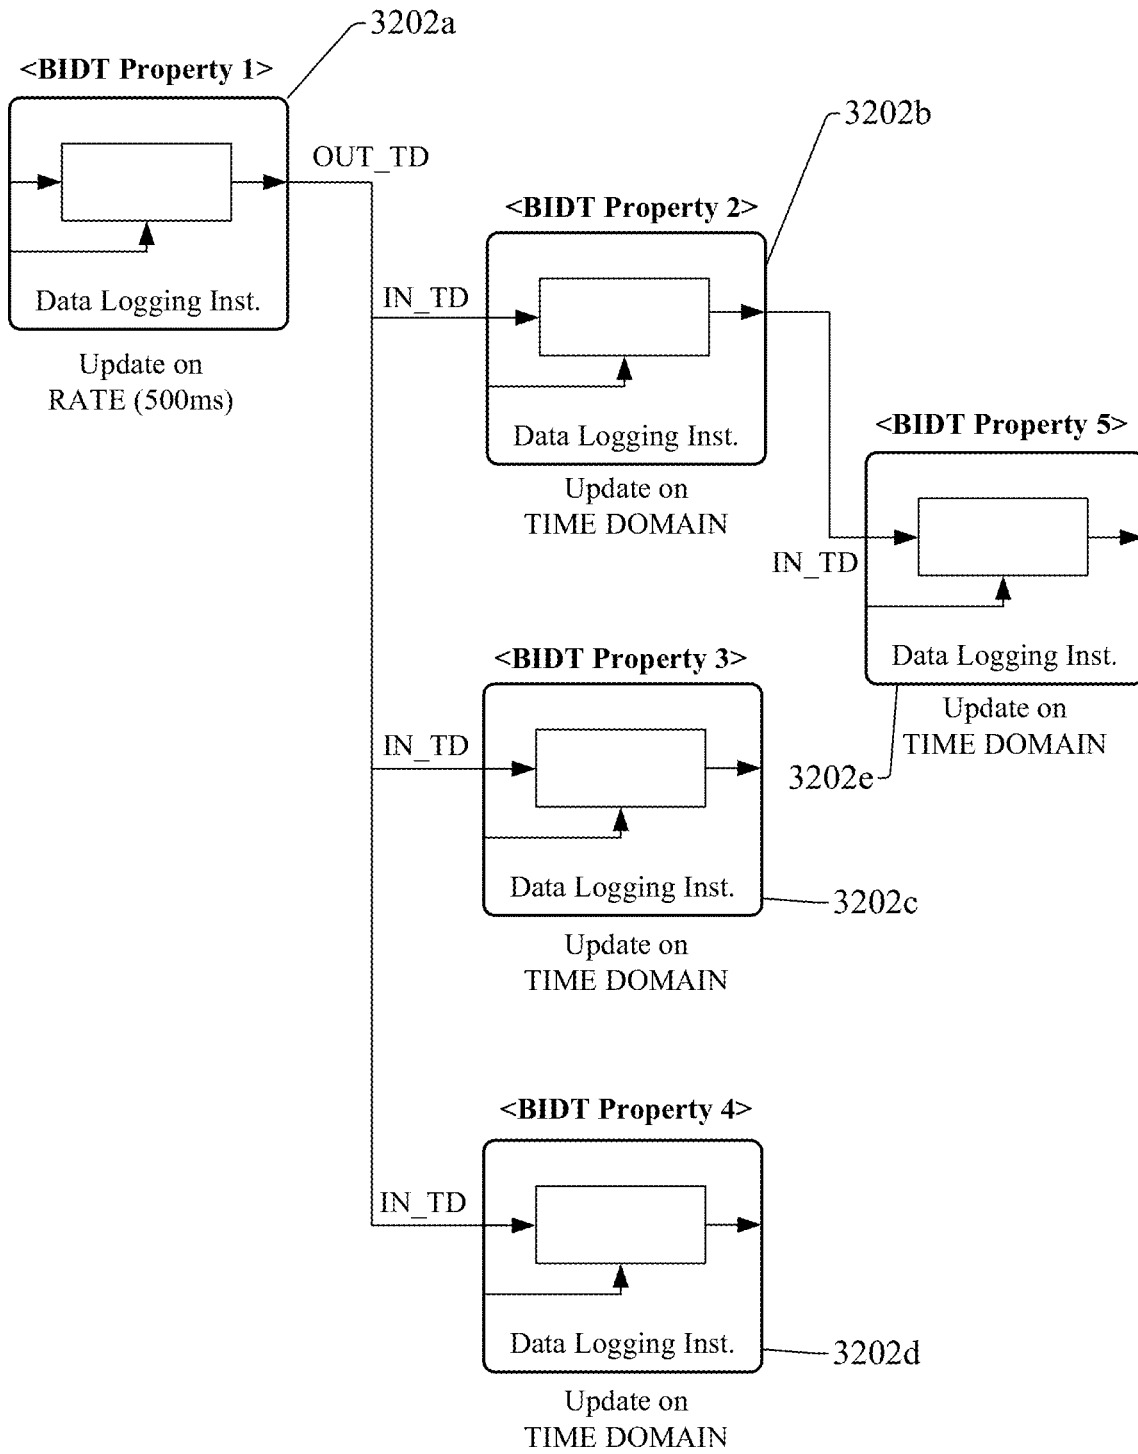 3202a
<BIDT Property 1>
OUT_TD
Data Logging Inst.
Update on
RATE (500ms)
3202b
<BIDT Property 2>
IN_TD
Data Logging Inst.
Update on
TIME DOMAIN
<BIDT Property 5>
IN_TD
Data Logging Inst.
Update on
TIME DOMAIN
3202e
<BIDT Property 3>
IN_TD
Data Logging Inst.
3202c
Update on
TIME DOMAIN
<BIDT Property 4>
IN_TD
Data Logging Inst.
3202d
Update on
TIME DOMAIN